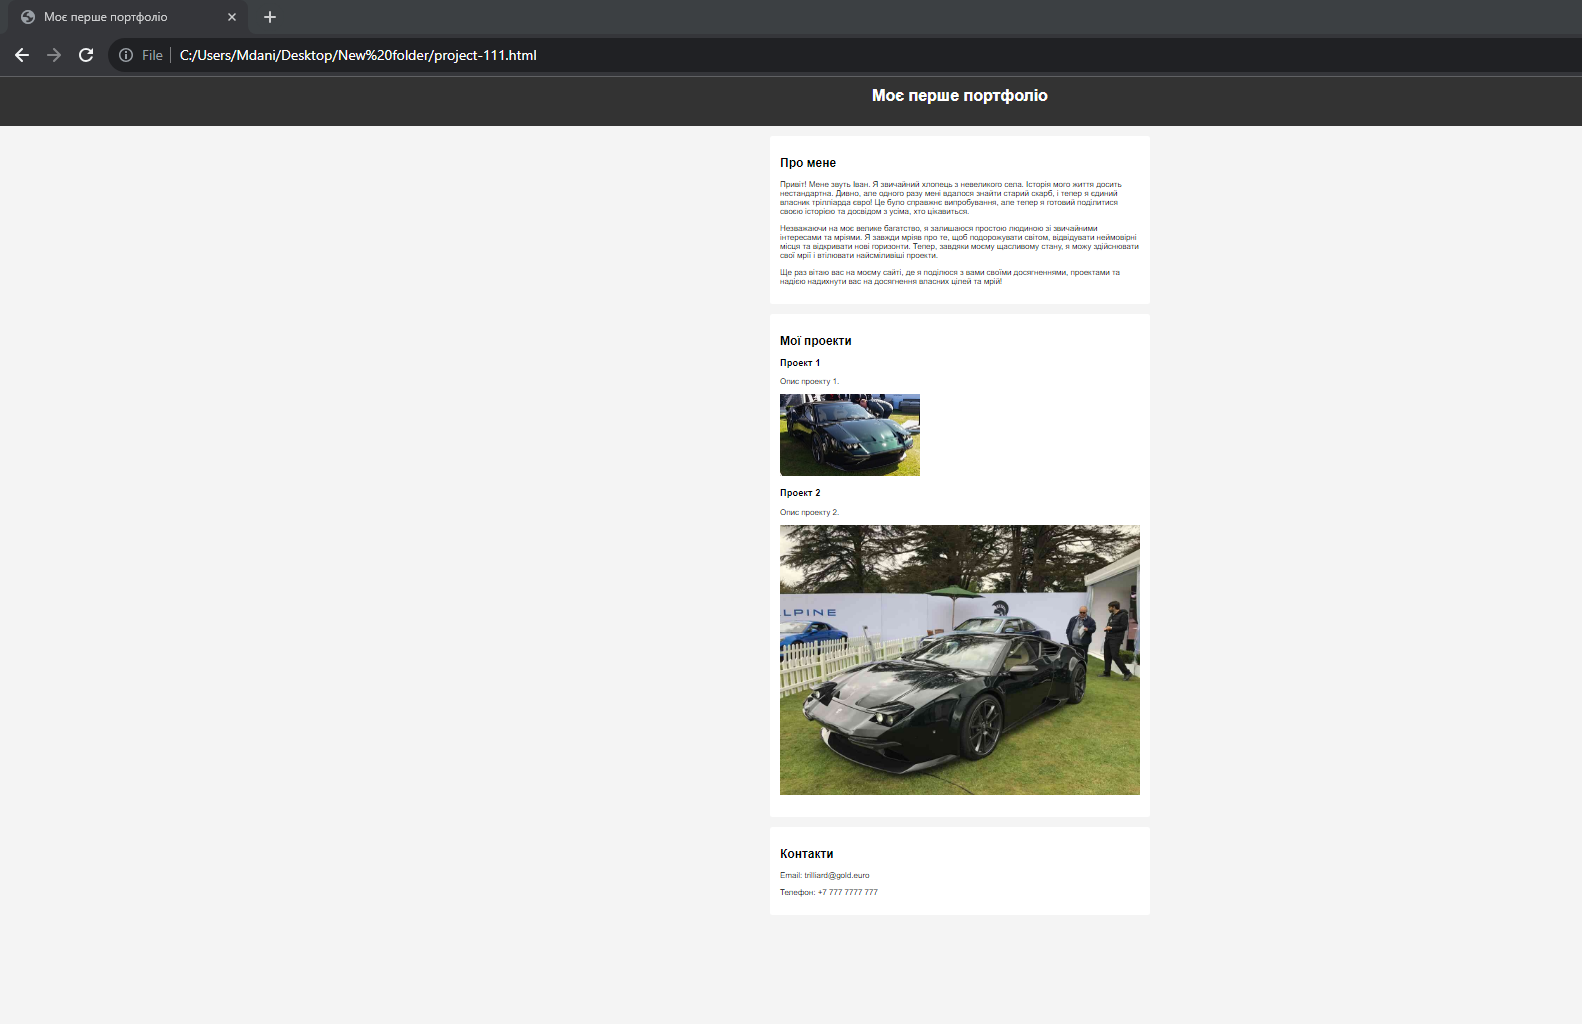 Моє перше портфоліо
File
C:/Users/Mdani/Desktop/New%20folder/project-111.html
Моє перше портфоліо
Про мене
Привіт! Мене звуть Іван. Я звичайний хлопець з невеликого села. Історія мого життя досить
нестандартна. Дивно, але одного разу мені вдалося знайти старий скарб, і тепер я єдиний
власник трілліарда євро! Це було справжнє випробування, але тепер я готовий поділитися
своєю історією та досвідом з усіма, хто цікавиться.
Незважаючи на моє велике багатство, я залишаюся простою людиною зі звичайними
інтересами та мріями. Я завжди мріяв про те, щоб подорожувати світом, відвідувати неймовірні
місця та відкривати нові горизонти. Тепер, завдяки моєму щасливому стану, я можу здійснювати
свої мрії і втілювати найсміливіші проекти.
Ще раз вітаю вас на моєму сайті, де я поділюся з вами своїми досягненнями, проектами та
надією надихнути вас на досягнення власних цілей та мрій!
Мої проекти
Проект 1
Опис проекту 1.
Проект 2
Опис проекту 2.
LPINE
Контакти
Email: trilliard@gold.euro
Телефон: +7 777 7777 777